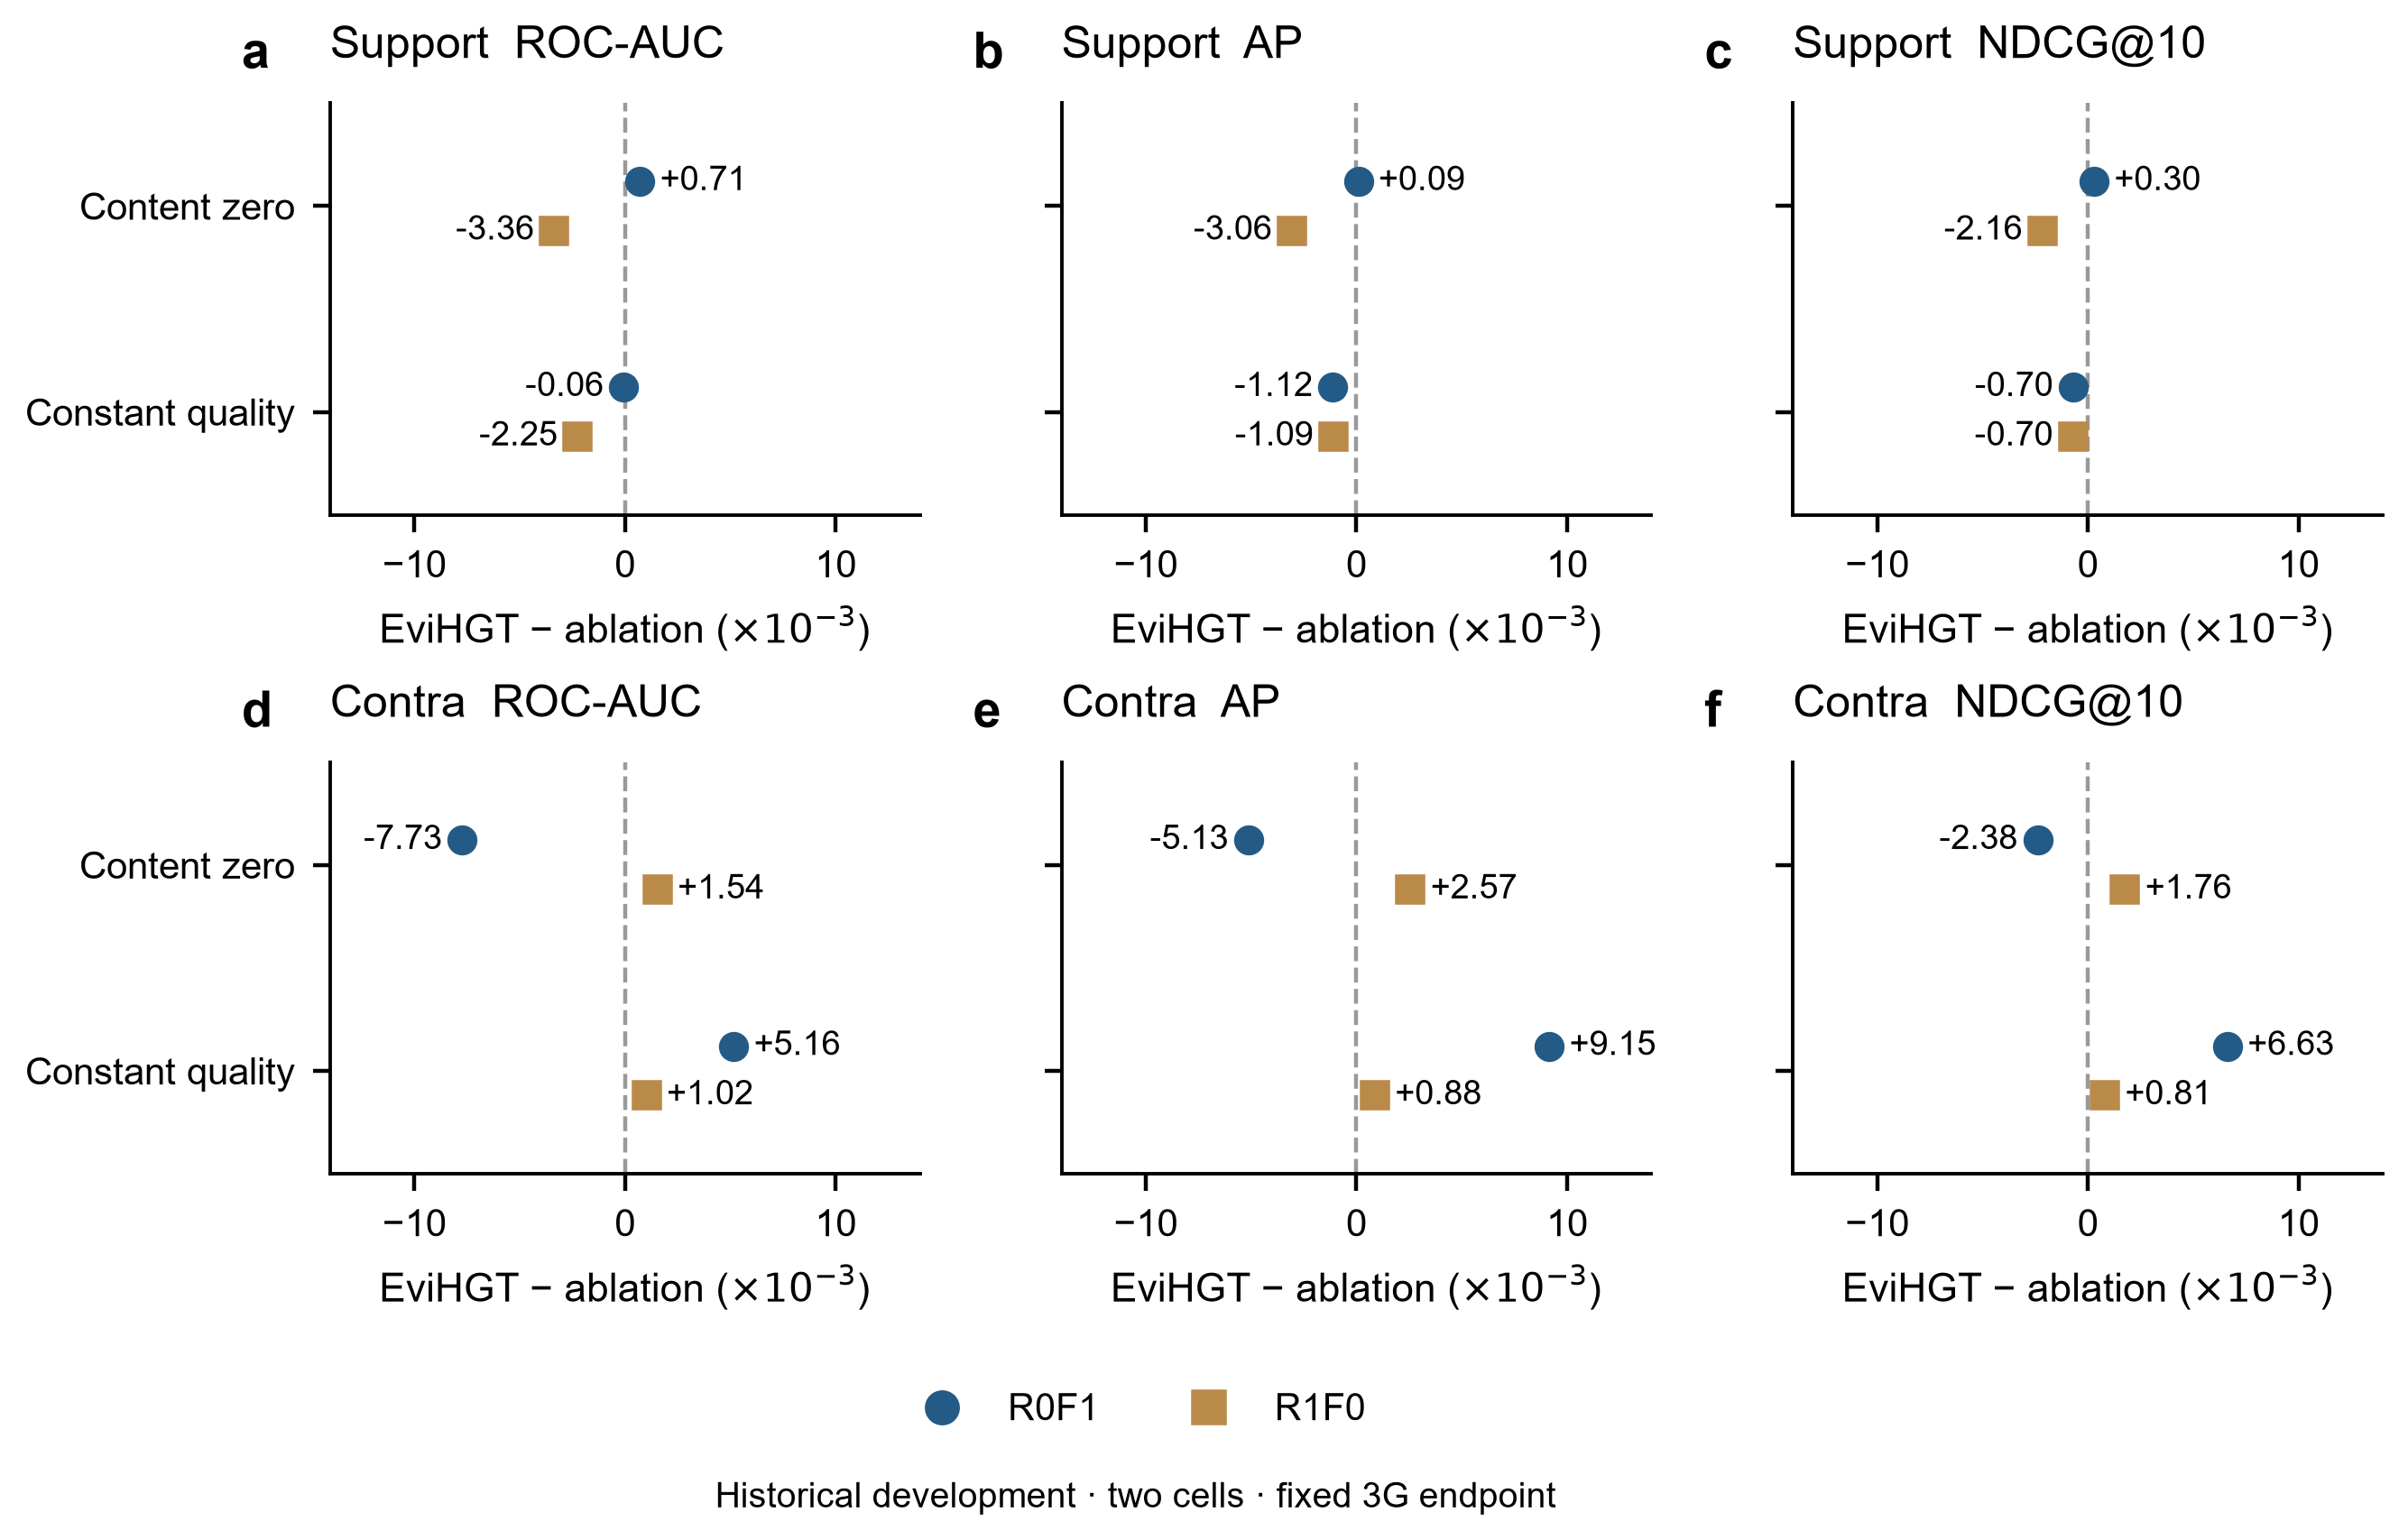 a Support ROC-AUC
b Support AP
c Support NDCG@10
Content zero
+0.71
-3.36
Constant quality
-0.06
-2.25
−10 0 10
EviHGT − ablation (×10⁻³)
+0.09
-3.06
-1.12
-1.09
−10 0 10
EviHGT − ablation (×10⁻³)
+0.30
-2.16
-0.70
-0.70
−10 0 10
EviHGT − ablation (×10⁻³)
d Contra ROC-AUC
e Contra AP
f Contra NDCG@10
Content zero
-7.73
+1.54
Constant quality
+5.16
+1.02
−10 0 10
EviHGT − ablation (×10⁻³)
-5.13
+2.57
+9.15
+0.88
−10 0 10
EviHGT − ablation (×10⁻³)
-2.38
+1.76
+6.63
+0.81
−10 0 10
EviHGT − ablation (×10⁻³)
R0F1 R1F0
Historical development · two cells · fixed 3G endpoint